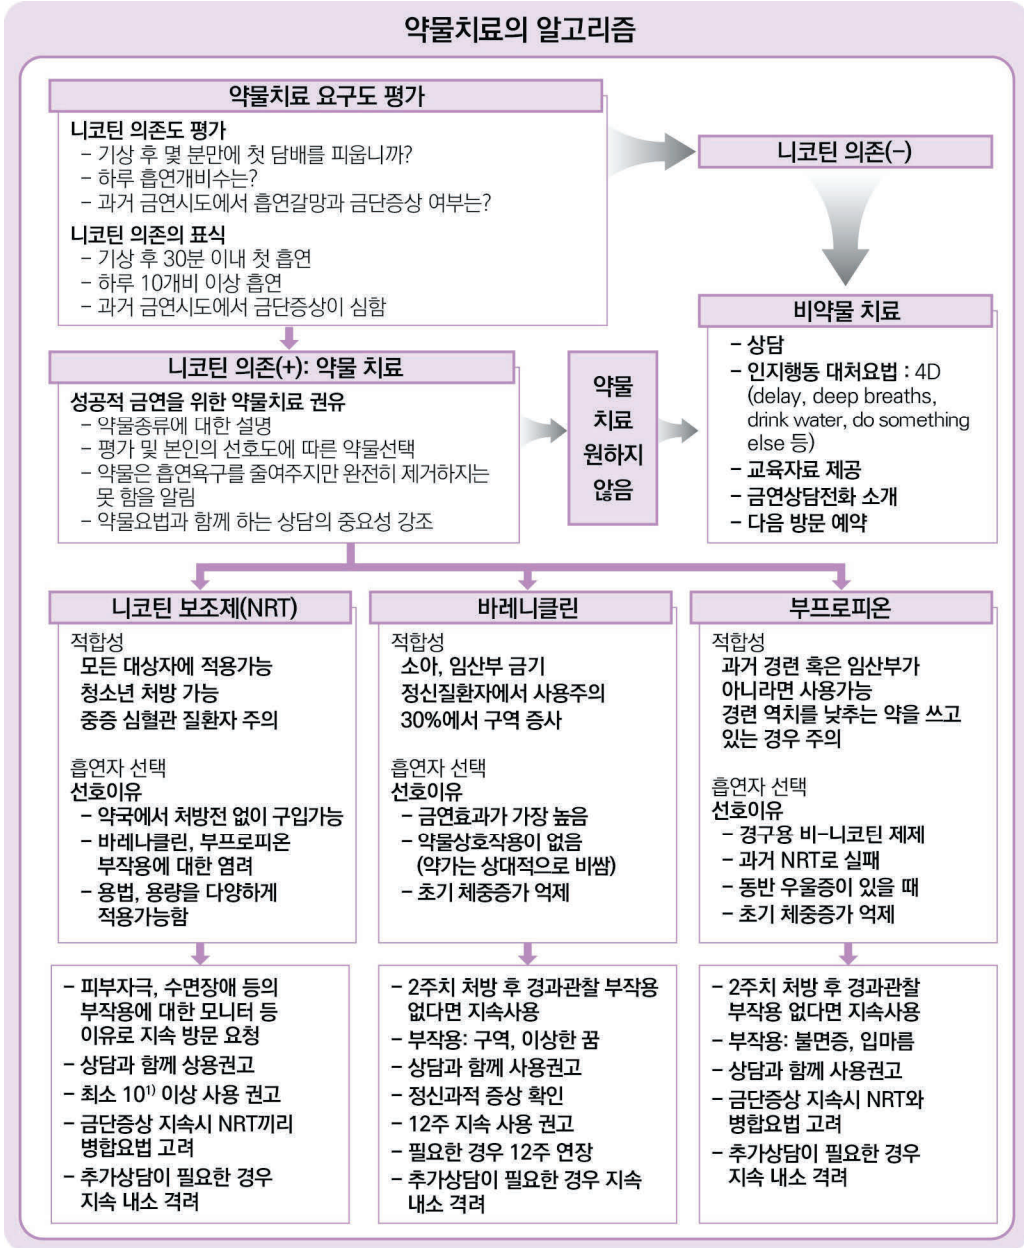 약물치료의 알고리즘
약물치료 요구도 평가
니코틴 의존도 평가
– 기상 후 몇 분만에 첫 담배를 피웁니까?
– 하루 흡연개비수는?
– 과거 금연시도에서 흡연갈망과 금단증상 여부는?
니코틴 의존의 표식
– 기상 후 30분 이내 첫 흡연
– 하루 10개비 이상 흡연
– 과거 금연시도에서 금단증상이 심함
니코틴 의존(–)
비약물 치료
– 상담
– 인지행동 대처요법 : 4D
(delay, deep breaths,
drink water, do something
else 등)
– 교육자료 제공
– 금연상담전화 소개
– 다음 방문 예약
니코틴 의존(+): 약물 치료
성공적 금연을 위한 약물치료 권유
– 약물종류에 대한 설명
– 평가 및 본인의 선호도에 따른 약물선택
– 약물은 흡연욕구를 줄여주지만 완전히 제거하지는
못 함을 알림
– 약물요법과 함께 하는 상담의 중요성 강조
약물
치료
원하지
않음
니코틴 보조제(NRT)
적합성
모든 대상자에 적용가능
청소년 처방 가능
중증 심혈관 질환자 주의
흡연자 선택
선호이유
– 약국에서 처방전 없이 구입가능
– 바레나클린, 부프로피온
부작용에 대한 염려
– 용법, 용량을 다양하게
적용가능함
– 피부자극, 수면장애 등의
부작용에 대한 모니터 등
이유로 지속 방문 요청
– 상담과 함께 상용권고
– 최소 10¹⁾ 이상 사용 권고
– 금단증상 지속시 NRT끼리
병합요법 고려
– 추가상담이 필요한 경우
지속 내소 격려
바레니클린
적합성
소아, 임산부 금기
정신질환자에서 사용주의
30%에서 구역 증사
흡연자 선택
선호이유
– 금연효과가 가장 높음
– 약물상호작용이 없음
(약가는 상대적으로 비쌈)
– 초기 체중증가 억제
– 2주치 처방 후 경과관찰 부작용
없다면 지속사용
– 부작용: 구역, 이상한 꿈
– 상담과 함께 사용권고
– 정신과적 증상 확인
– 12주 지속 사용 권고
– 필요한 경우 12주 연장
– 추가상담이 필요한 경우 지속
내소 격려
부프로피온
적합성
과거 경련 혹은 임산부가
아니라면 사용가능
경련 역치를 낮추는 약을 쓰고
있는 경우 주의
흡연자 선택
선호이유
– 경구용 비–니코틴 제제
– 과거 NRT로 실패
– 동반 우울증이 있을 때
– 초기 체중증가 억제
– 2주치 처방 후 경과관찰
부작용 없다면 지속사용
– 부작용: 불면증, 입마름
– 상담과 함께 사용권고
– 금단증상 지속시 NRT와
병합요법 고려
– 추가상담이 필요한 경우
지속 내소 격려